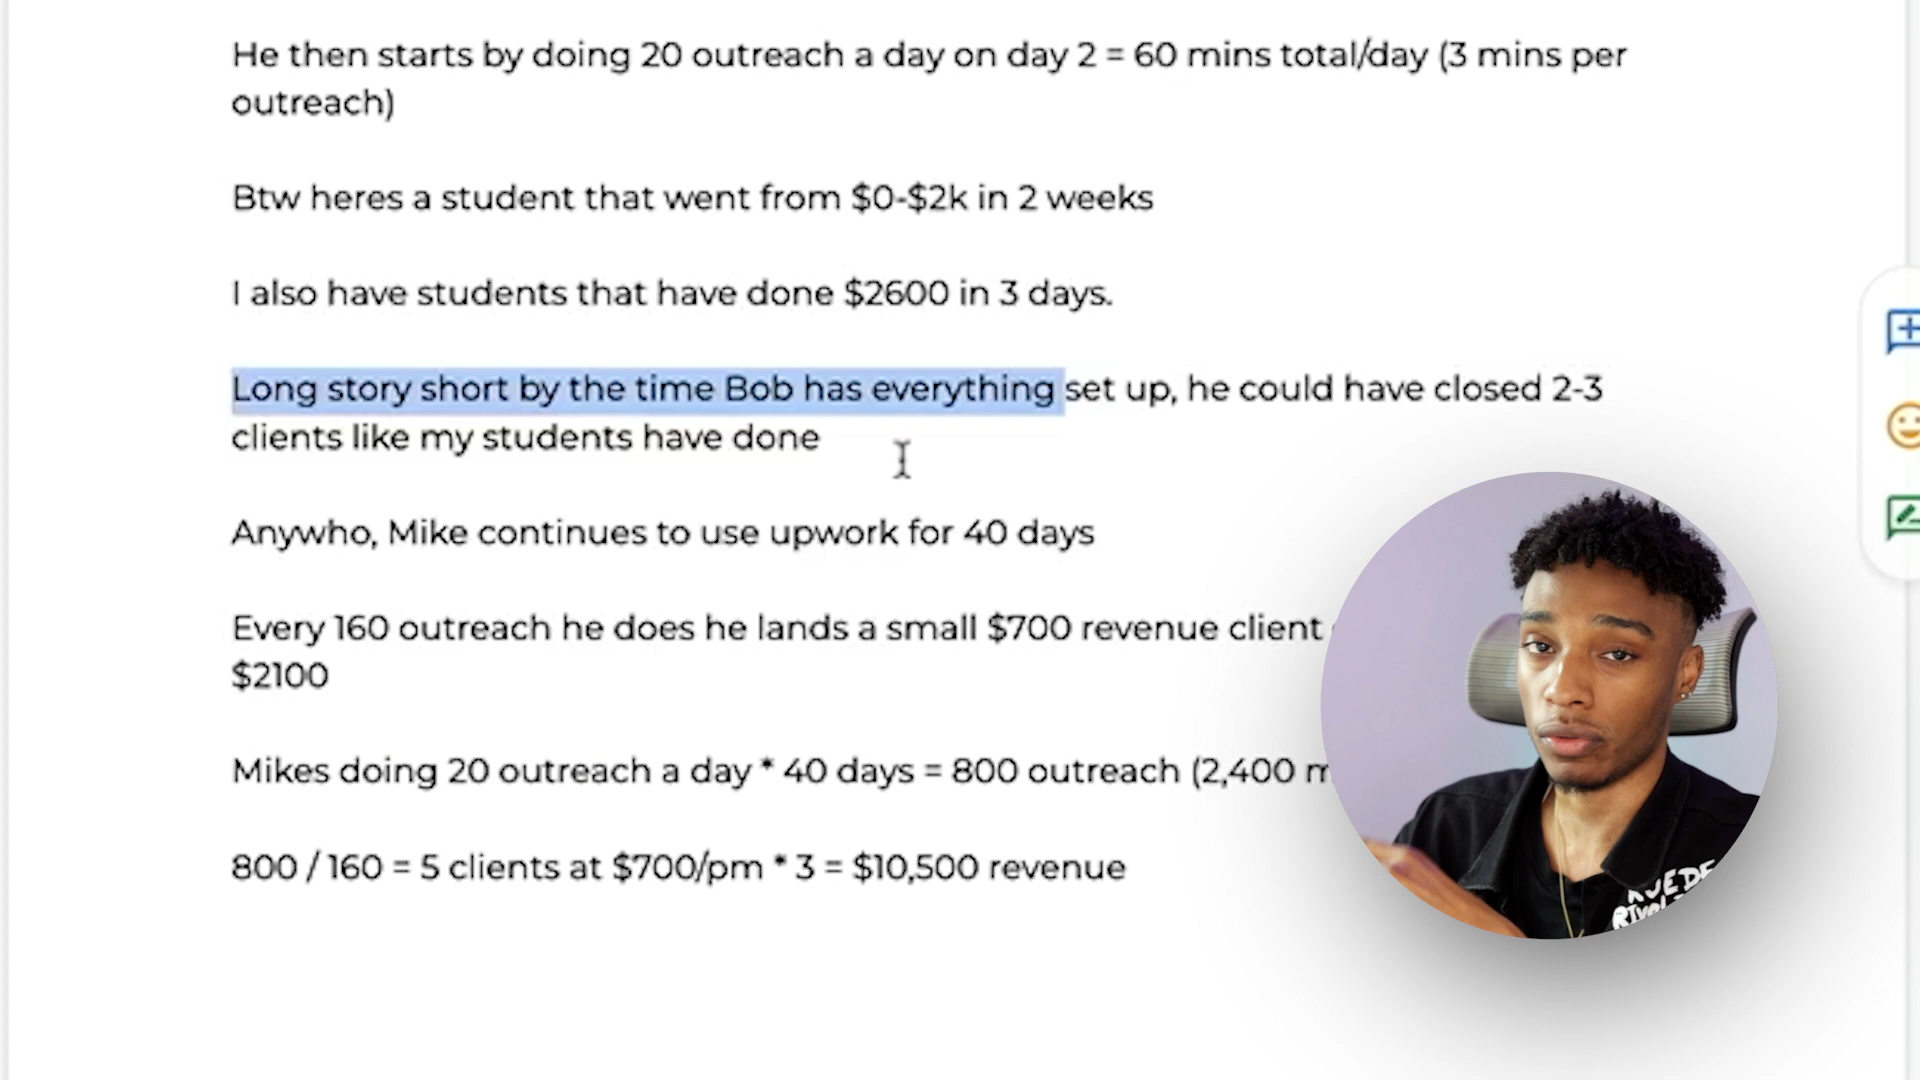 He then starts by doing 20 outreach a day on day 2 = 60 mins total/day (3 mins per
outreach)
Btw heres a student that went from $0-$2k in 2 weeks
I also have students that have done $2600 in 3 days.
Long story short by the time Bob has everything set up, he could have closed 2-3
clients like my students have done
Anywho, Mike continues to use upwork for 40 days
Every 160 outreach he does he lands a small $700 revenue client
$2100
Mikes doing 20 outreach a day * 40 days = 800 outreach (2,400
800 / 160 = 5 clients at $700/pm * 3 = $10,500 revenue